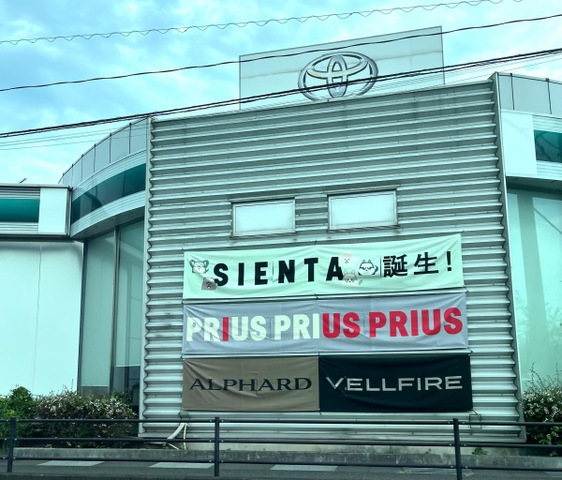 SIENTA 誕生!
PRIUS PRIUS PRIUS
ALPHARD VELLFIRE